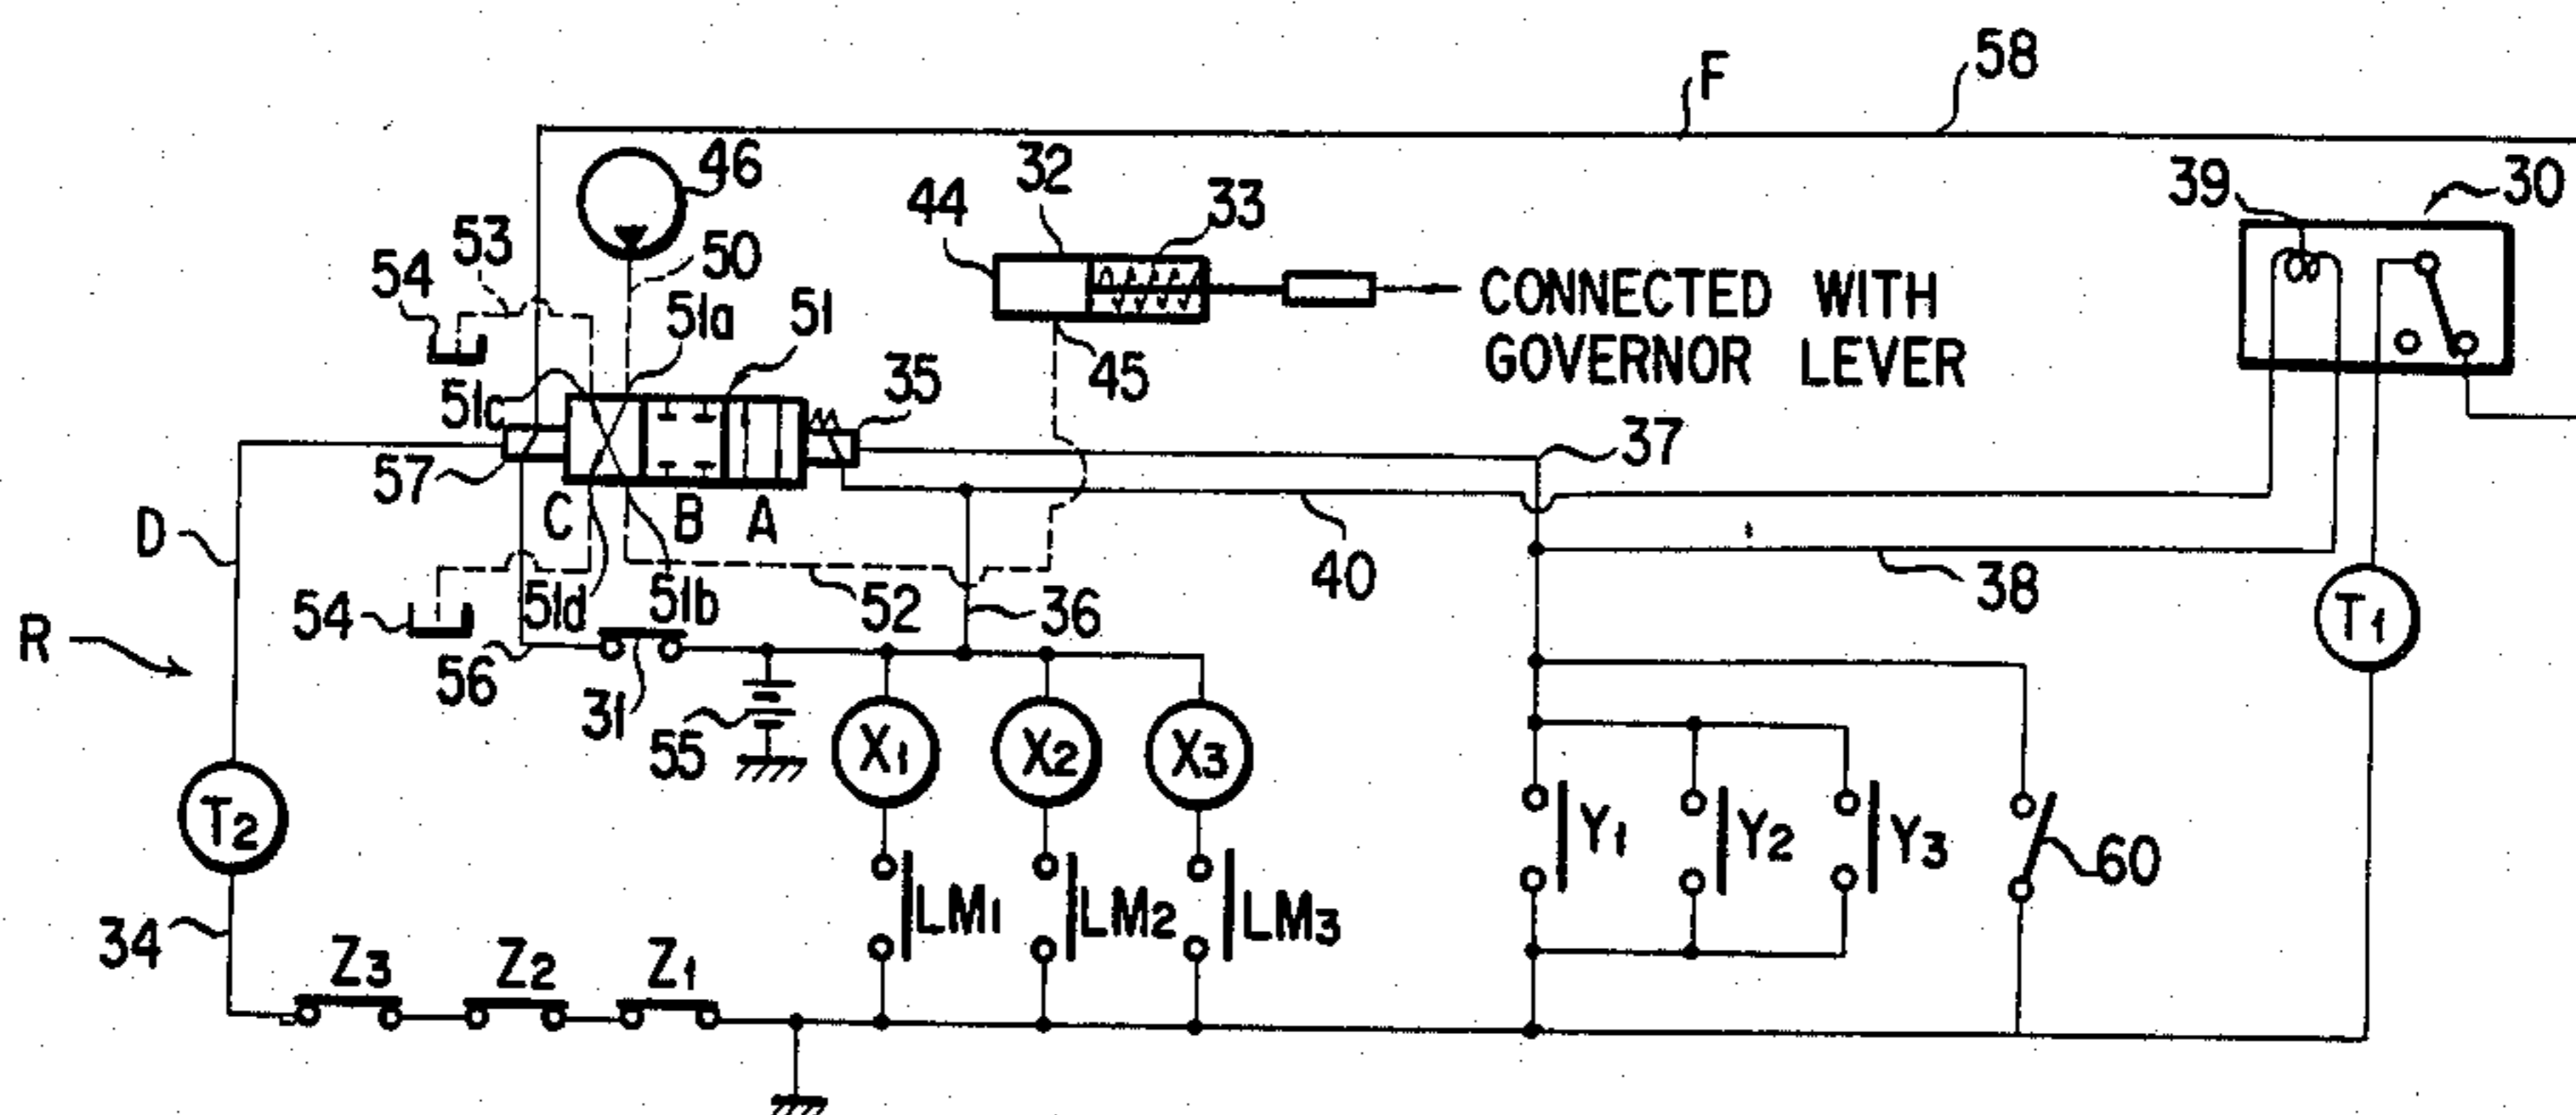 F
58
46
32
33
44
39
30
53
50
54
51a
51
CONNECTED WITH
GOVERNOR LEVER
35
45
51c
37
57
C
B
A
D
40
38
54
51d
51b
52
36
T1
R
56
31
55
X1
X2
X3
T2
Y1
Y2
Y3
60
LM1
LM2
LM3
34
Z3
Z2
Z1